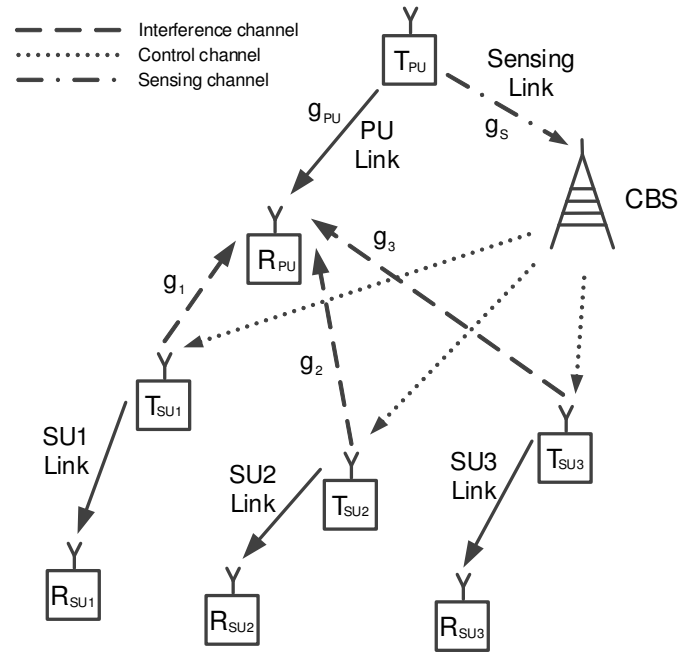 Interference channel
Control channel
Sensing channel
TPU
Sensing
Link
gPU
PU
Link
gS
CBS
RPU
g3
g1
g2
TSU1
SU1
Link
TSU2
SU2
Link
TSU3
SU3
Link
RSU1
RSU2
RSU3